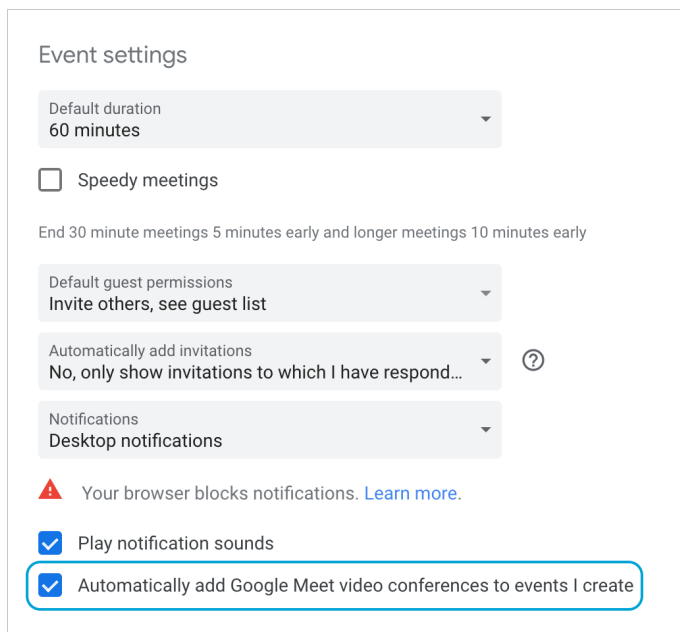 Event settings
Default duration
60 minutes
Speedy meetings
End 30 minute meetings 5 minutes early and longer meetings 10 minutes early
Default guest permissions
Invite others, see guest list
Automatically add invitations
No, only show invitations to which I have respond...
Notifications
Desktop notifications
Your browser blocks notifications. Learn more.
Play notification sounds
Automatically add Google Meet video conferences to events I create